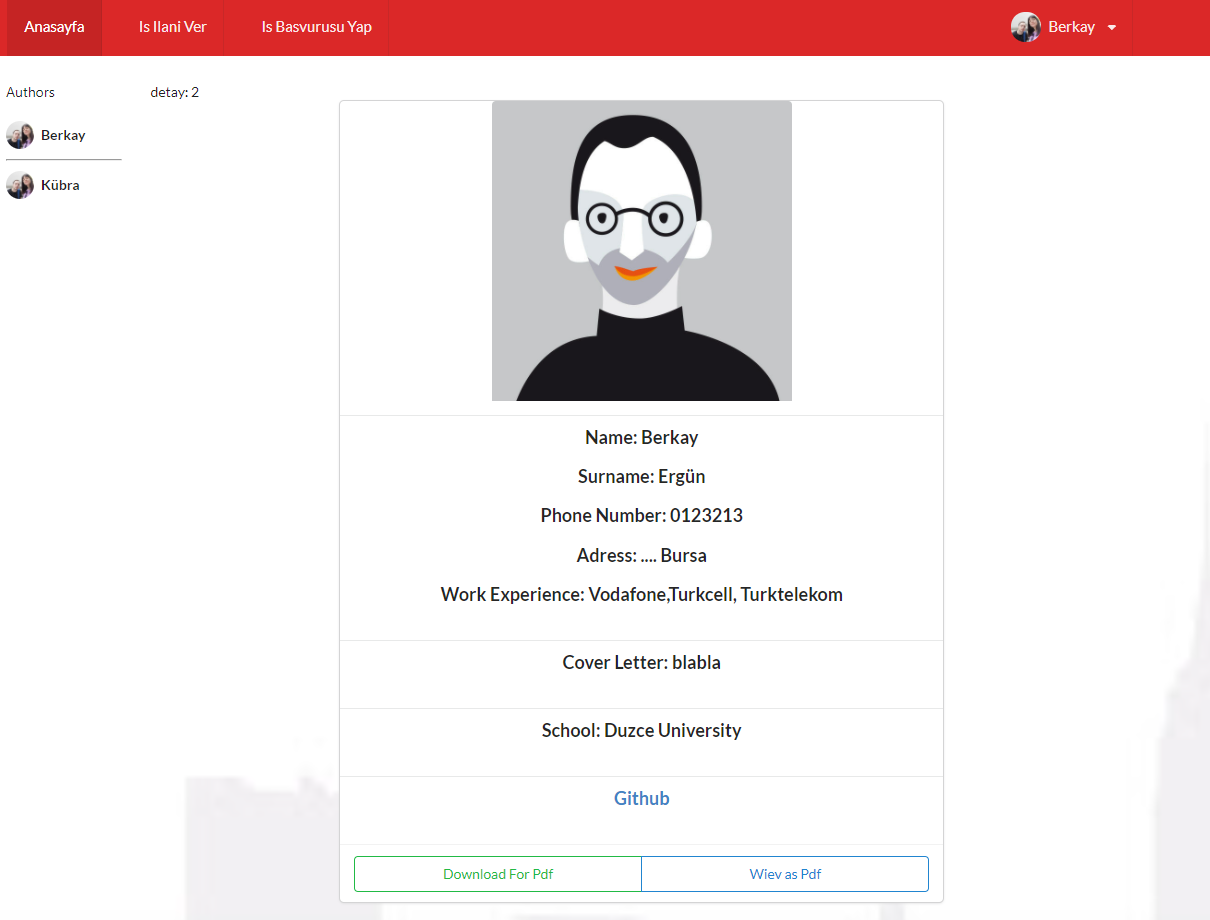 Anasayfa
Is Ilani Ver
Is Basvurusu Yap
Berkay
Authors
Berkay
Kübra
detay: 2
Name: Berkay
Surname: Ergün
Phone Number: 0123213
Adress: .... Bursa
Work Experience: Vodafone,Turkcell, Turktelekom
Cover Letter: blabla
School: Duzce University
Github
Download For Pdf
Wiev as Pdf